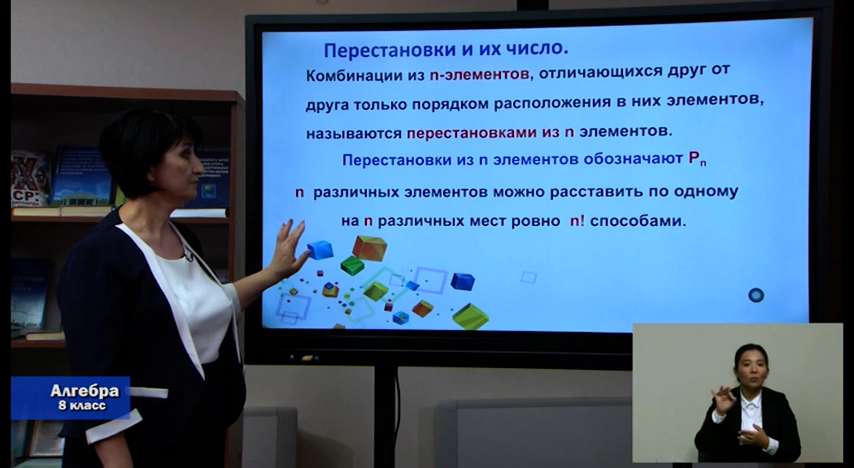 Перестановки и их число.
Комбинации из n-элементов, отличающихся друг от
друга только порядком расположения в них элементов,
называются перестановками из n элементов.
Перестановки из n элементов обозначают Pn
n различных элементов можно расставить по одному
на n различных мест ровно n! способами.
Алгебра
8 класс